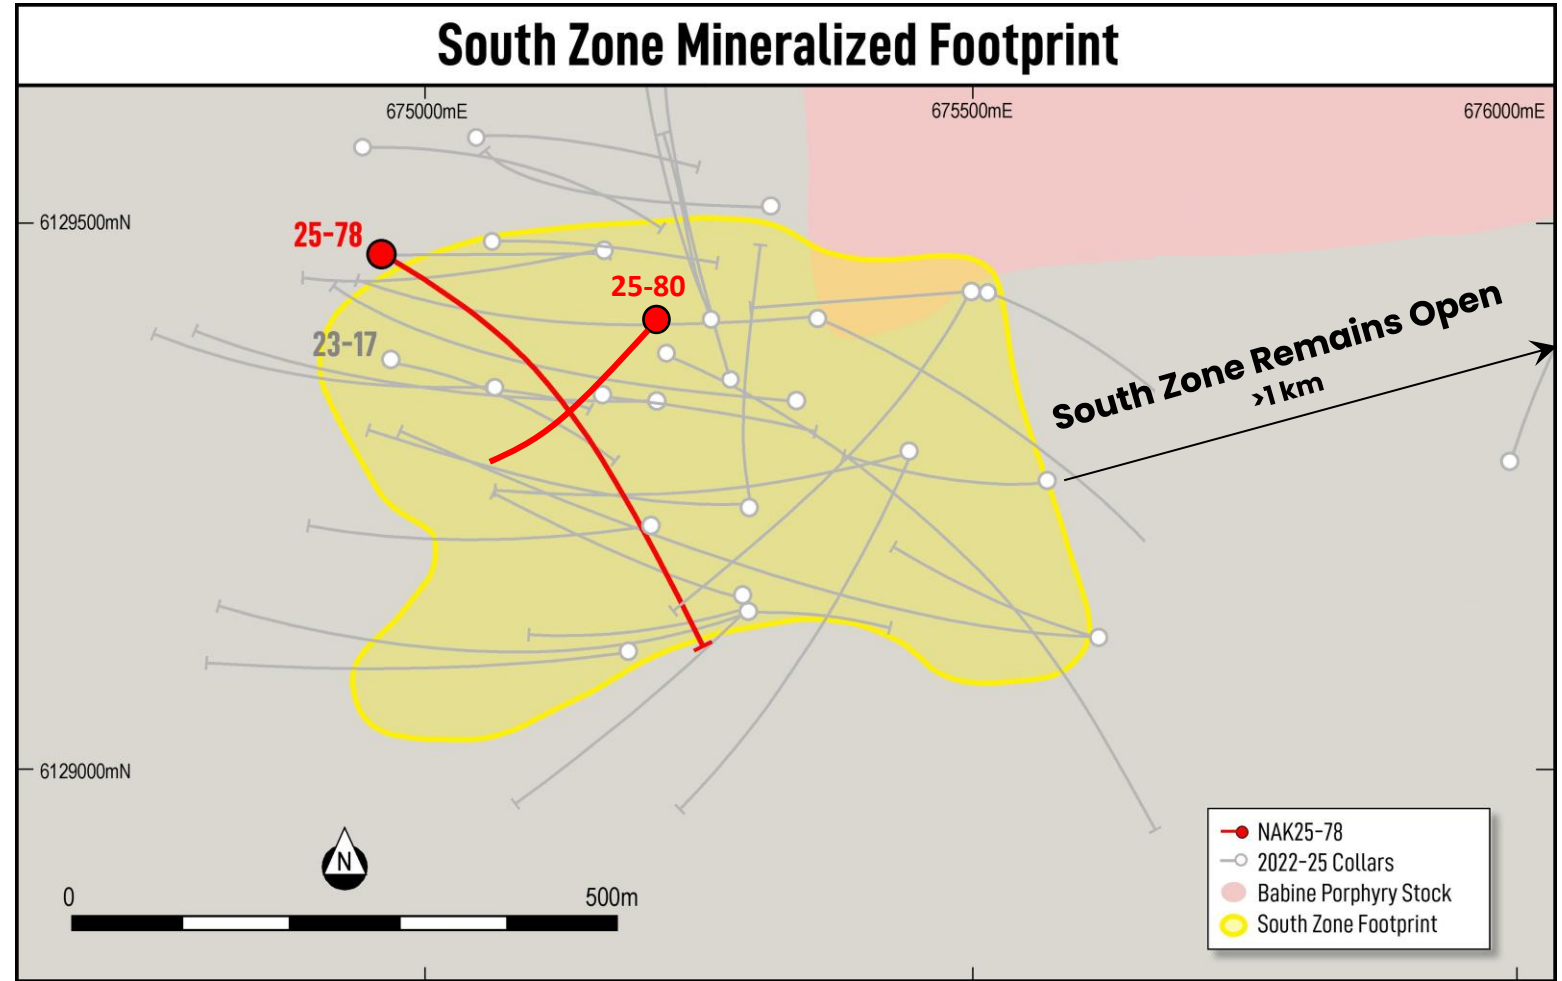 South Zone Mineralized Footprint
675000mE
675500mE
676000mE
6129500mN
25-78
25-80
23-17
South Zone Remains Open
>1 km
6129000mN
N
0
500m
NAK25-78
2022-25 Collars
Babine Porphyry Stock
South Zone Footprint